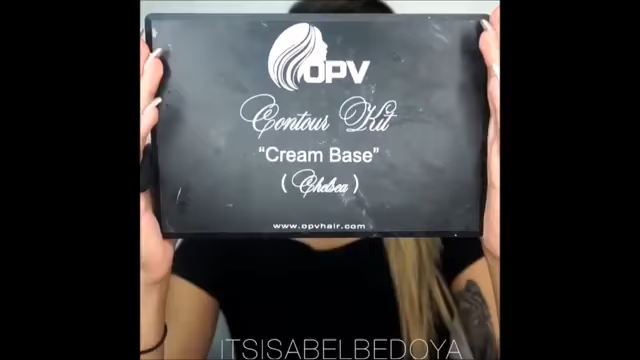 OPV
Contour Kit
“Cream Base”
( Chelsea )
www.opvhair.com
ITSISABELBEDOYA